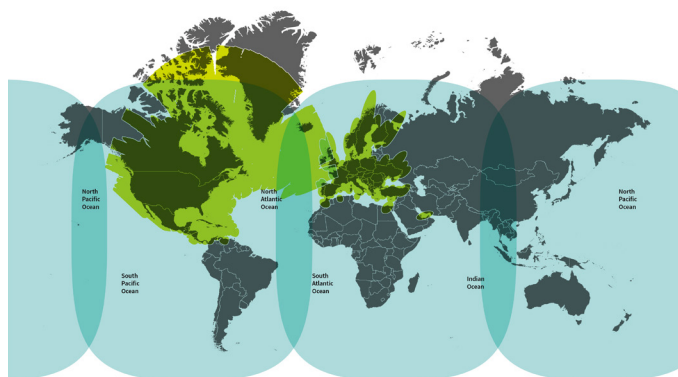 North
Pacific
Ocean
North
Atlantic
Ocean
North
Pacific
Ocean
South
Pacific
Ocean
South
Atlantic
Ocean
Indian
Ocean